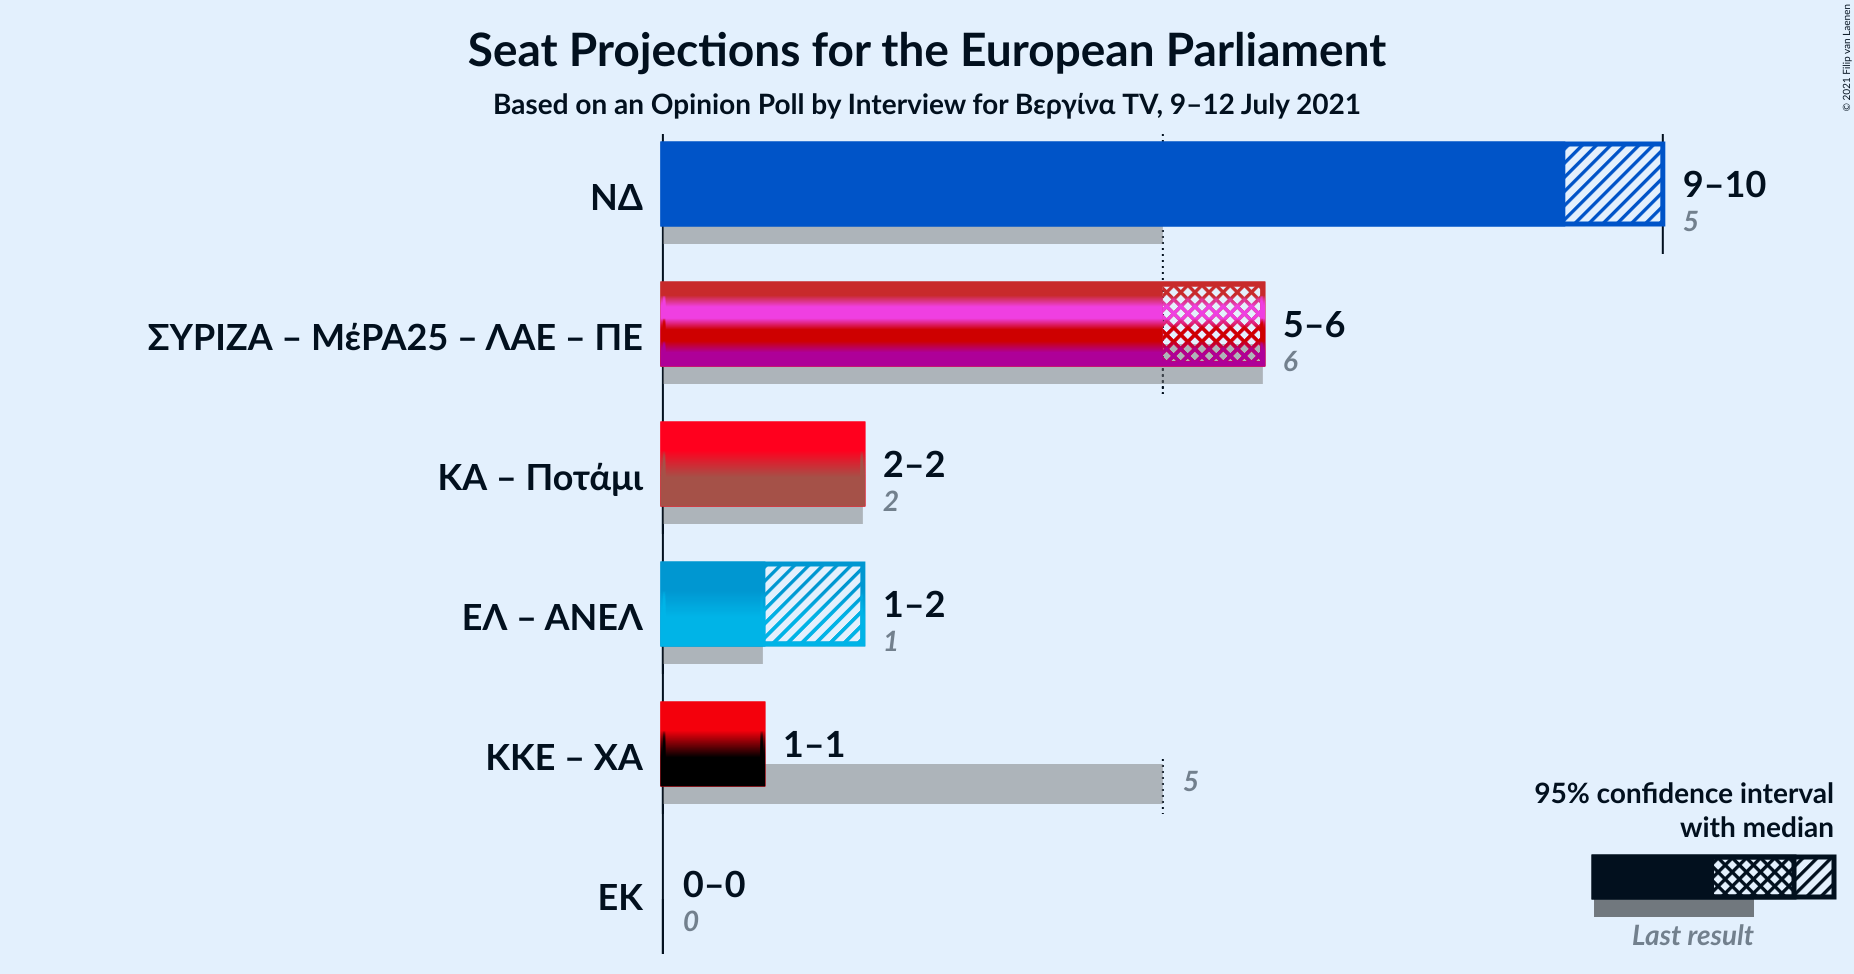 Seat Projections for the European Parliament
Based on an Opinion Poll by Interview for Βεργίνα TV, 9–12 July 2021
© 2021 Filip van Laenen
ΝΔ
9–10
5
ΣΥΡΙΖΑ – ΜέΡΑ25 – ΛΑΕ – ΠΕ
5–6
6
ΚΑ – Ποτάμι
2–2
2
ΕΛ – ΑΝΕΛ
1–2
1
ΚΚΕ – ΧΑ
1–1
5
ΕΚ
0–0
0
95% confidence interval
with median
Last result